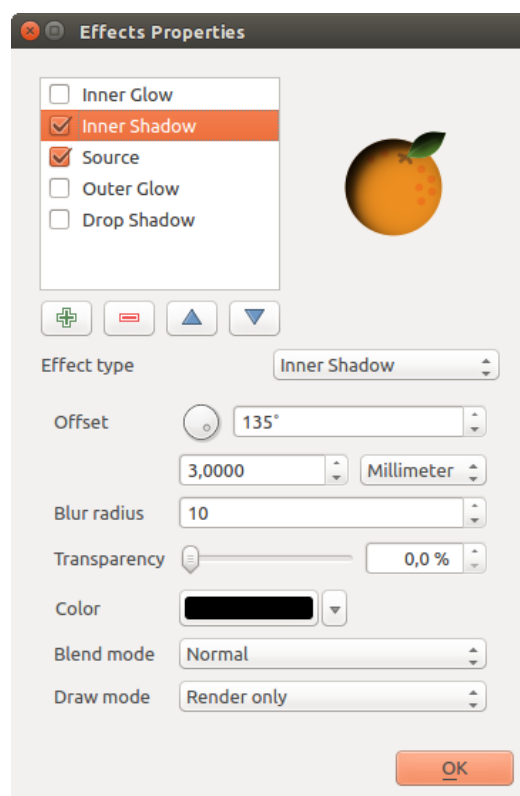 Effects Properties
Inner Glow
Inner Shadow
Source
Outer Glow
Drop Shadow
Effect type Inner Shadow
Offset 135°
3,0000 Millimeter
Blur radius 10
Transparency 0,0 %
Color
Blend mode Normal
Draw mode Render only
OK